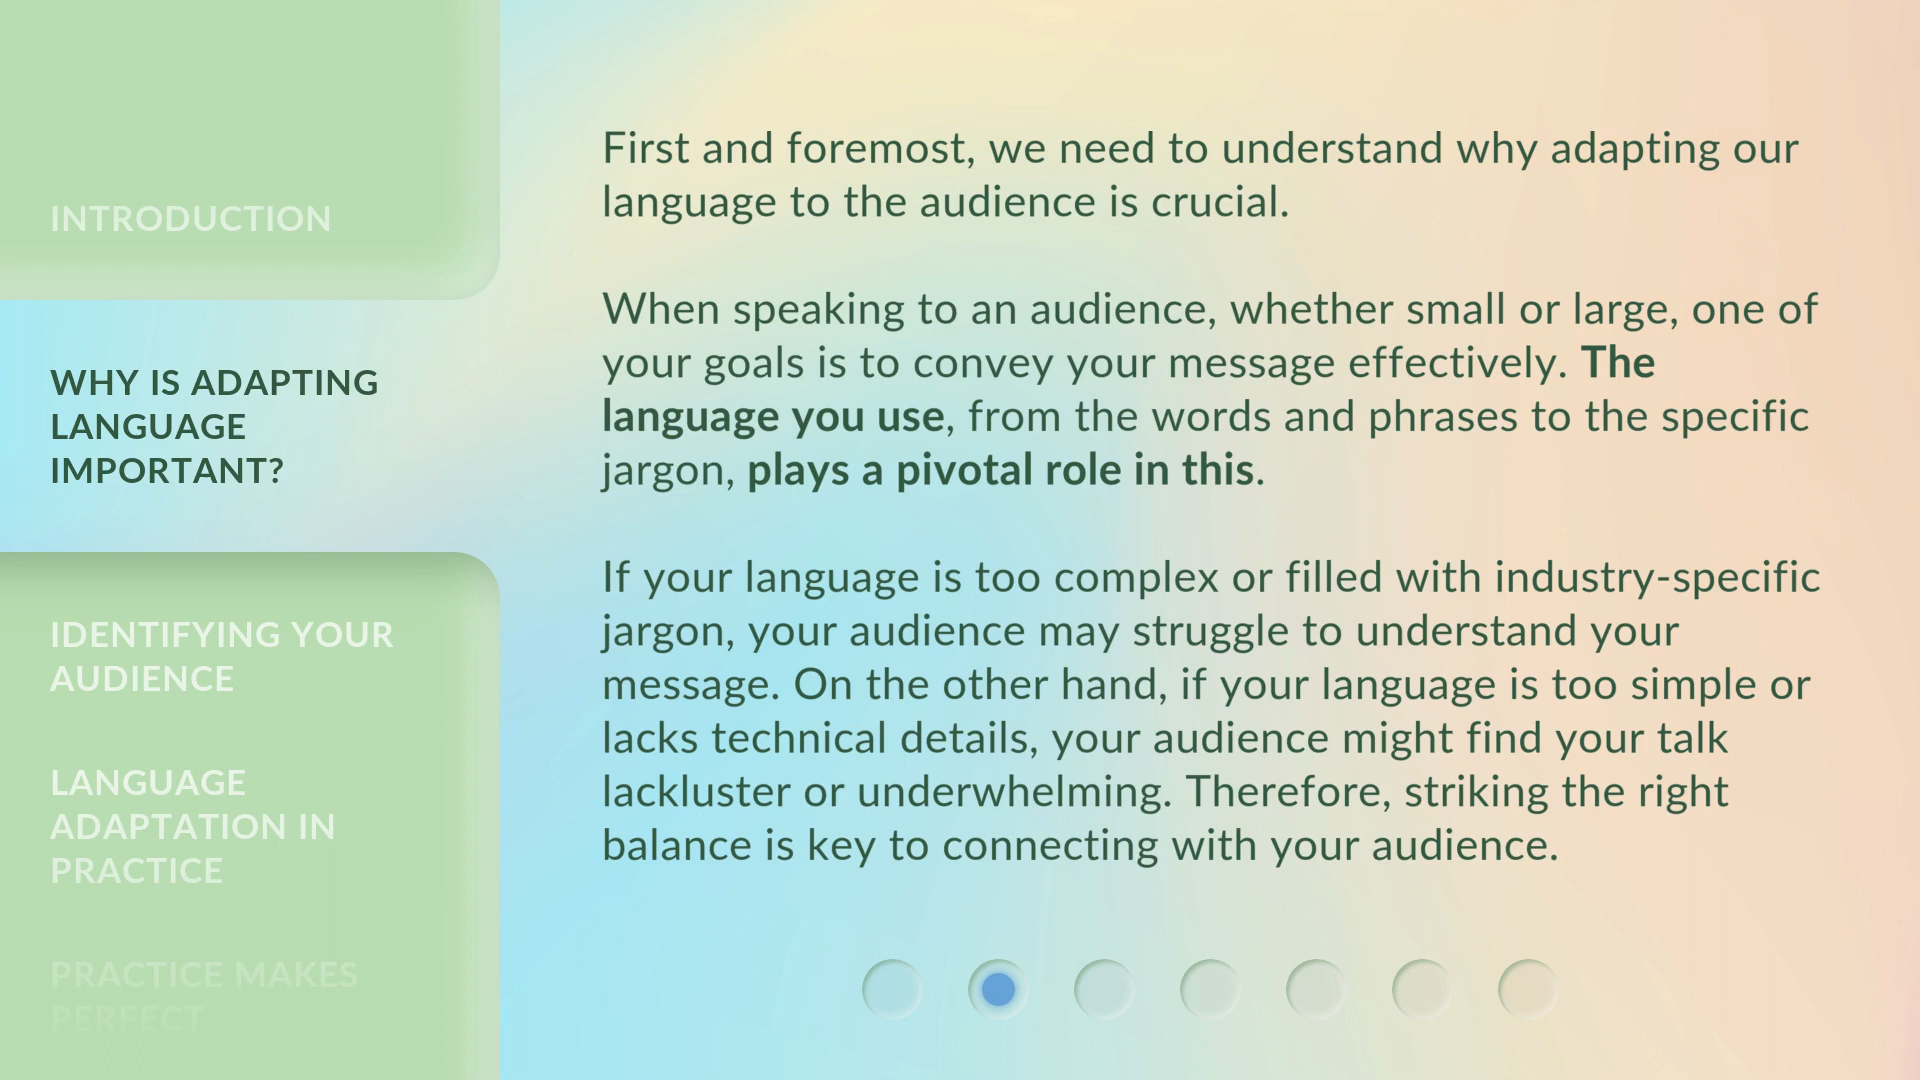 INTRODUCTION
WHY IS ADAPTING
LANGUAGE
IMPORTANT?
IDENTIFYING YOUR
AUDIENCE
LANGUAGE
ADAPTATION IN
PRACTICE
PRACTICE MAKES
PERFECT
First and foremost, we need to understand why adapting our
language to the audience is crucial.
When speaking to an audience, whether small or large, one of
your goals is to convey your message effectively. The
language you use, from the words and phrases to the specific
jargon, plays a pivotal role in this.
If your language is too complex or filled with industry-specific
jargon, your audience may struggle to understand your
message. On the other hand, if your language is too simple or
lacks technical details, your audience might find your talk
lackluster or underwhelming. Therefore, striking the right
balance is key to connecting with your audience.